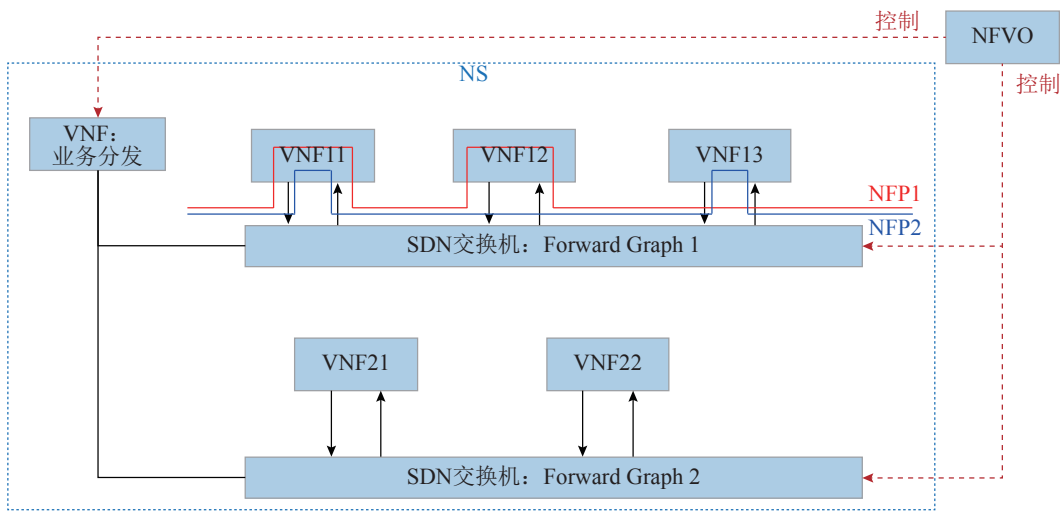 控制
NFVO
NS
控制
VNF：
业务分发
VNF11
VNF12
VNF13
NFP1
NFP2
SDN交换机：Forward Graph 1
VNF21
VNF22
SDN交换机：Forward Graph 2